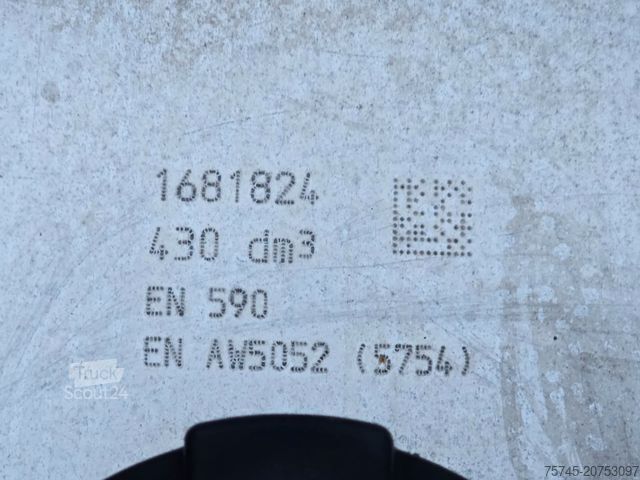 1681824
430 dm3
EN 590
EN AW5052 (5754)
Truck
Scout24
75745-20753097